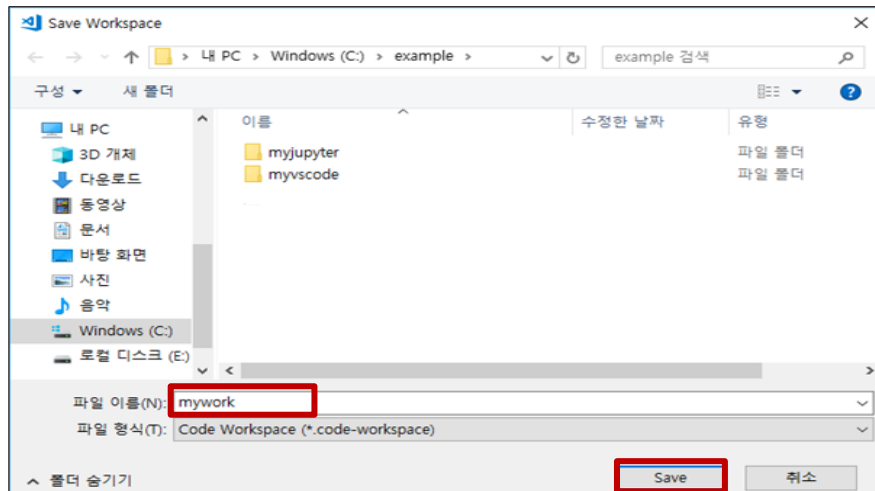 Save Workspace
내 PC > Windows (C:) > example >
example 검색
구성
새 폴더
이름
수정한 날짜
유형
내 PC
3D 개체
다운로드
동영상
문서
바탕 화면
사진
음악
Windows (C:)
로컬 디스크 (E:)
myjupyter
파일 폴더
myvscode
파일 폴더
파일 이름(N): mywork
파일 형식(T): Code Workspace (*.code-workspace)
폴더 숨기기
Save
취소